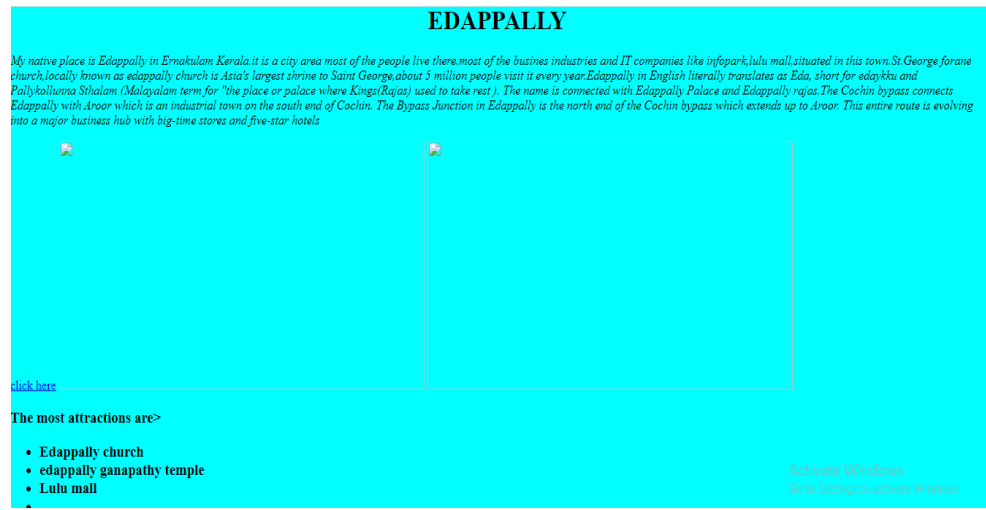 EDAPPALLY
My native place is Edappally in Ernakulam Kerala.it is a city area most of the people live there.most of the busines industries and IT companies like infopark,lulu mall,situated in this town.St.George forane
church,locally known as edappally church is Asia's largest shrine to Saint George,about 5 million people visit it every year.Edappally in English literally translates as Eda, short for edaykku and
Pallykollunna Sthalam (Malayalam term for "the place or palace where Kings(Rajas) used to take rest ). The name is connected with Edappally Palace and Edappally rajas.The Cochin bypass connects
Edappally with Aroor which is an industrial town on the south end of Cochin. The Bypass Junction in Edappally is the north end of the Cochin bypass which extends up to Aroor. This entire route is evolving
into a major business hub with big-time stores and five-star hotels
click here
The most attractions are>
• Edappally church
• edappally ganapathy temple
• Lulu mall
•
Activate Windows
Go to Settings to activate Windows.